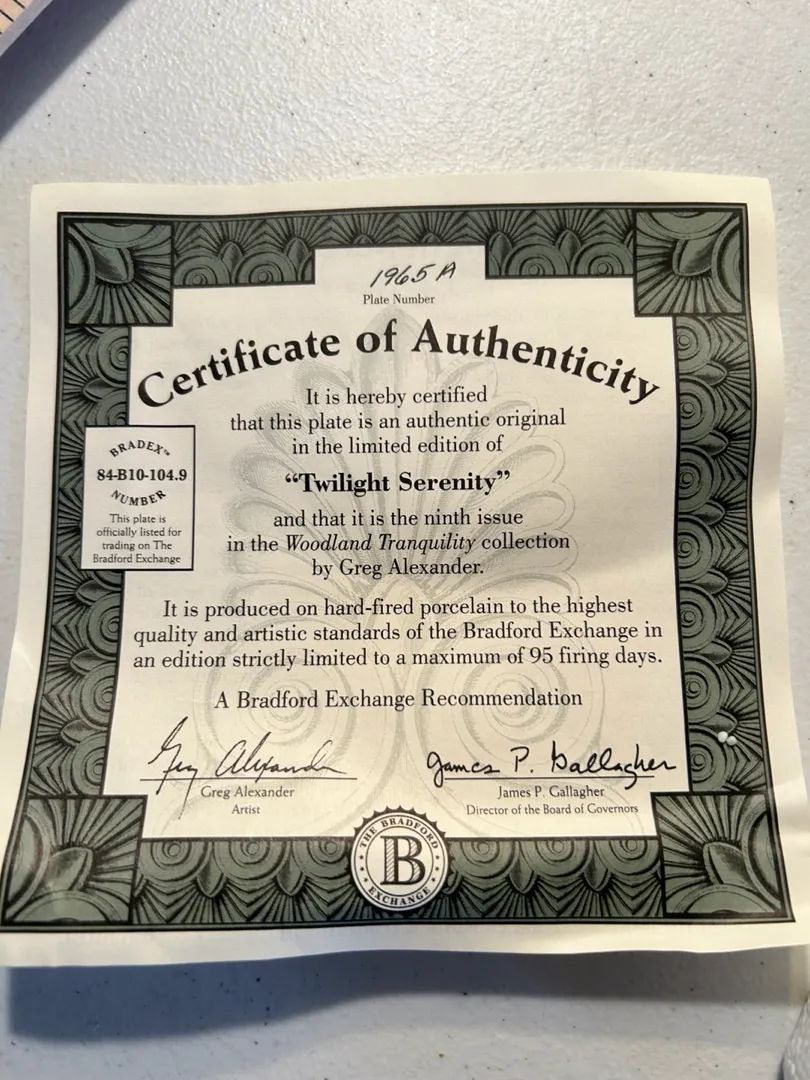 1965 A
Plate Number
Certificate of Authenticity
It is hereby certified
that this plate is an authentic original
in the limited edition of
“Twilight Serenity”
and that it is the ninth issue
in the Woodland Tranquility collection
by Greg Alexander.
BRADEX™
84-B10-104.9
NUMBER
This plate is
officially listed for
trading on The
Bradford Exchange
It is produced on hard-fired porcelain to the highest
quality and artistic standards of the Bradford Exchange in
an edition strictly limited to a maximum of 95 firing days.
A Bradford Exchange Recommendation
Greg Alexander
James P. Gallagher
Greg Alexander
Artist
James P. Gallagher
Director of the Board of Governors
THE BRADFORD
B
EXCHANGE